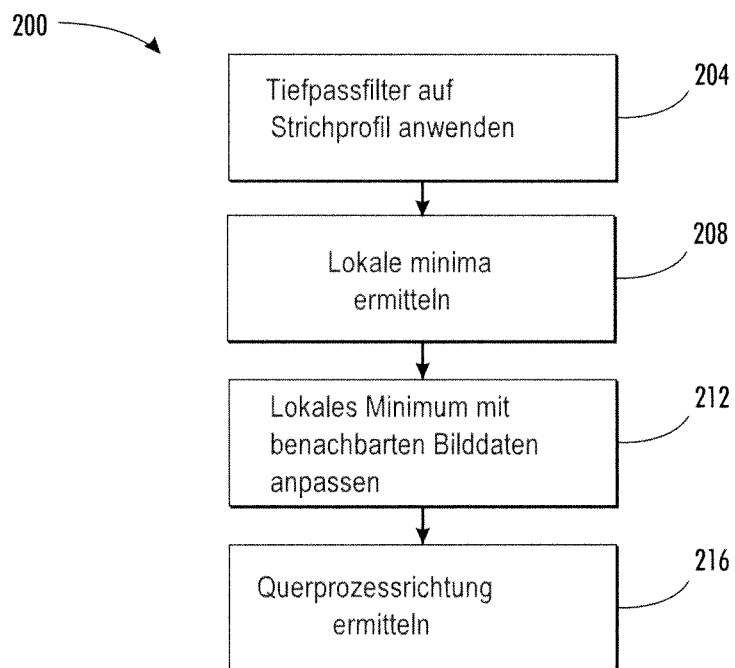 200
Tiefpassfilter auf
Strichprofil anwenden
204
Lokale minima
ermitteln
208
Lokales Minimum mit
benachbarten Bilddaten
anpassen
212
Querprozessrichtung
ermitteln
216